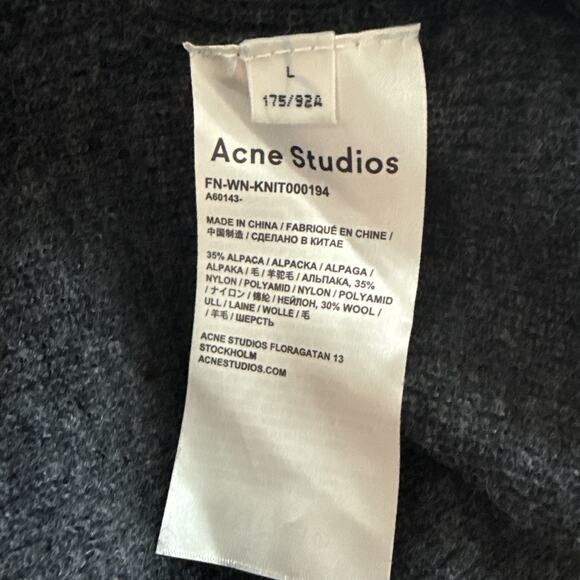 L
175/92A
Acne Studios
FN-WN-KNIT000194
A60143-
MADE IN CHINA / FABRIQUÉ EN CHINE /
中国制造 / СДЕЛАНО В КИТАЕ
35% ALPACA / ALPACKA / ALPAGA /
ALPAKA / 毛 / 羊驼毛 / АЛЬПАКА, 35%
NYLON / POLYAMID / NYLON / POLYAMID
/ ナイロン / 锦纶 / НЕЙЛОН, 30% WOOL /
ULL / LAINE / WOLLE / 毛
/ 羊毛 / ШЕРСТЬ
ACNE STUDIOS FLORAGATAN 13
STOCKHOLM
ACNESTUDIOS.COM